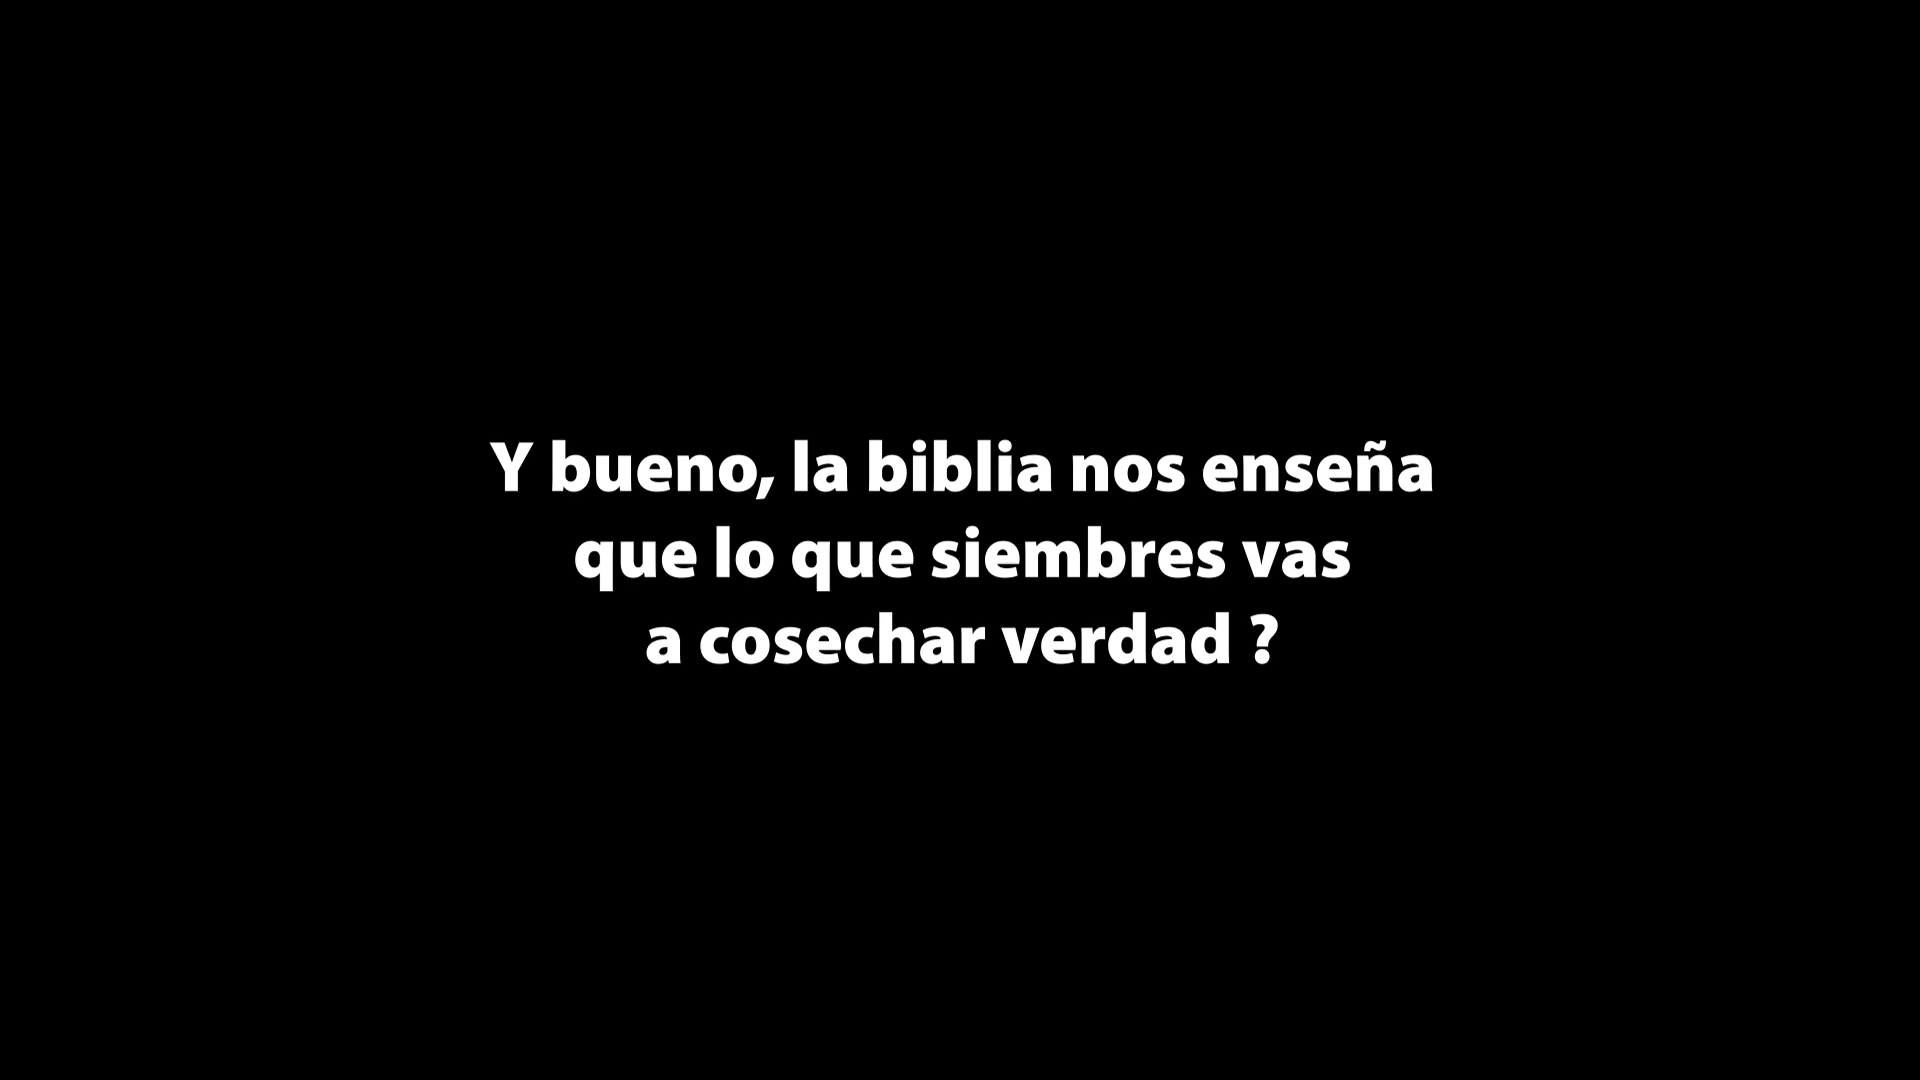 Y bueno, la biblia nos enseña
que lo que siembres vas
a cosechar verdad ?